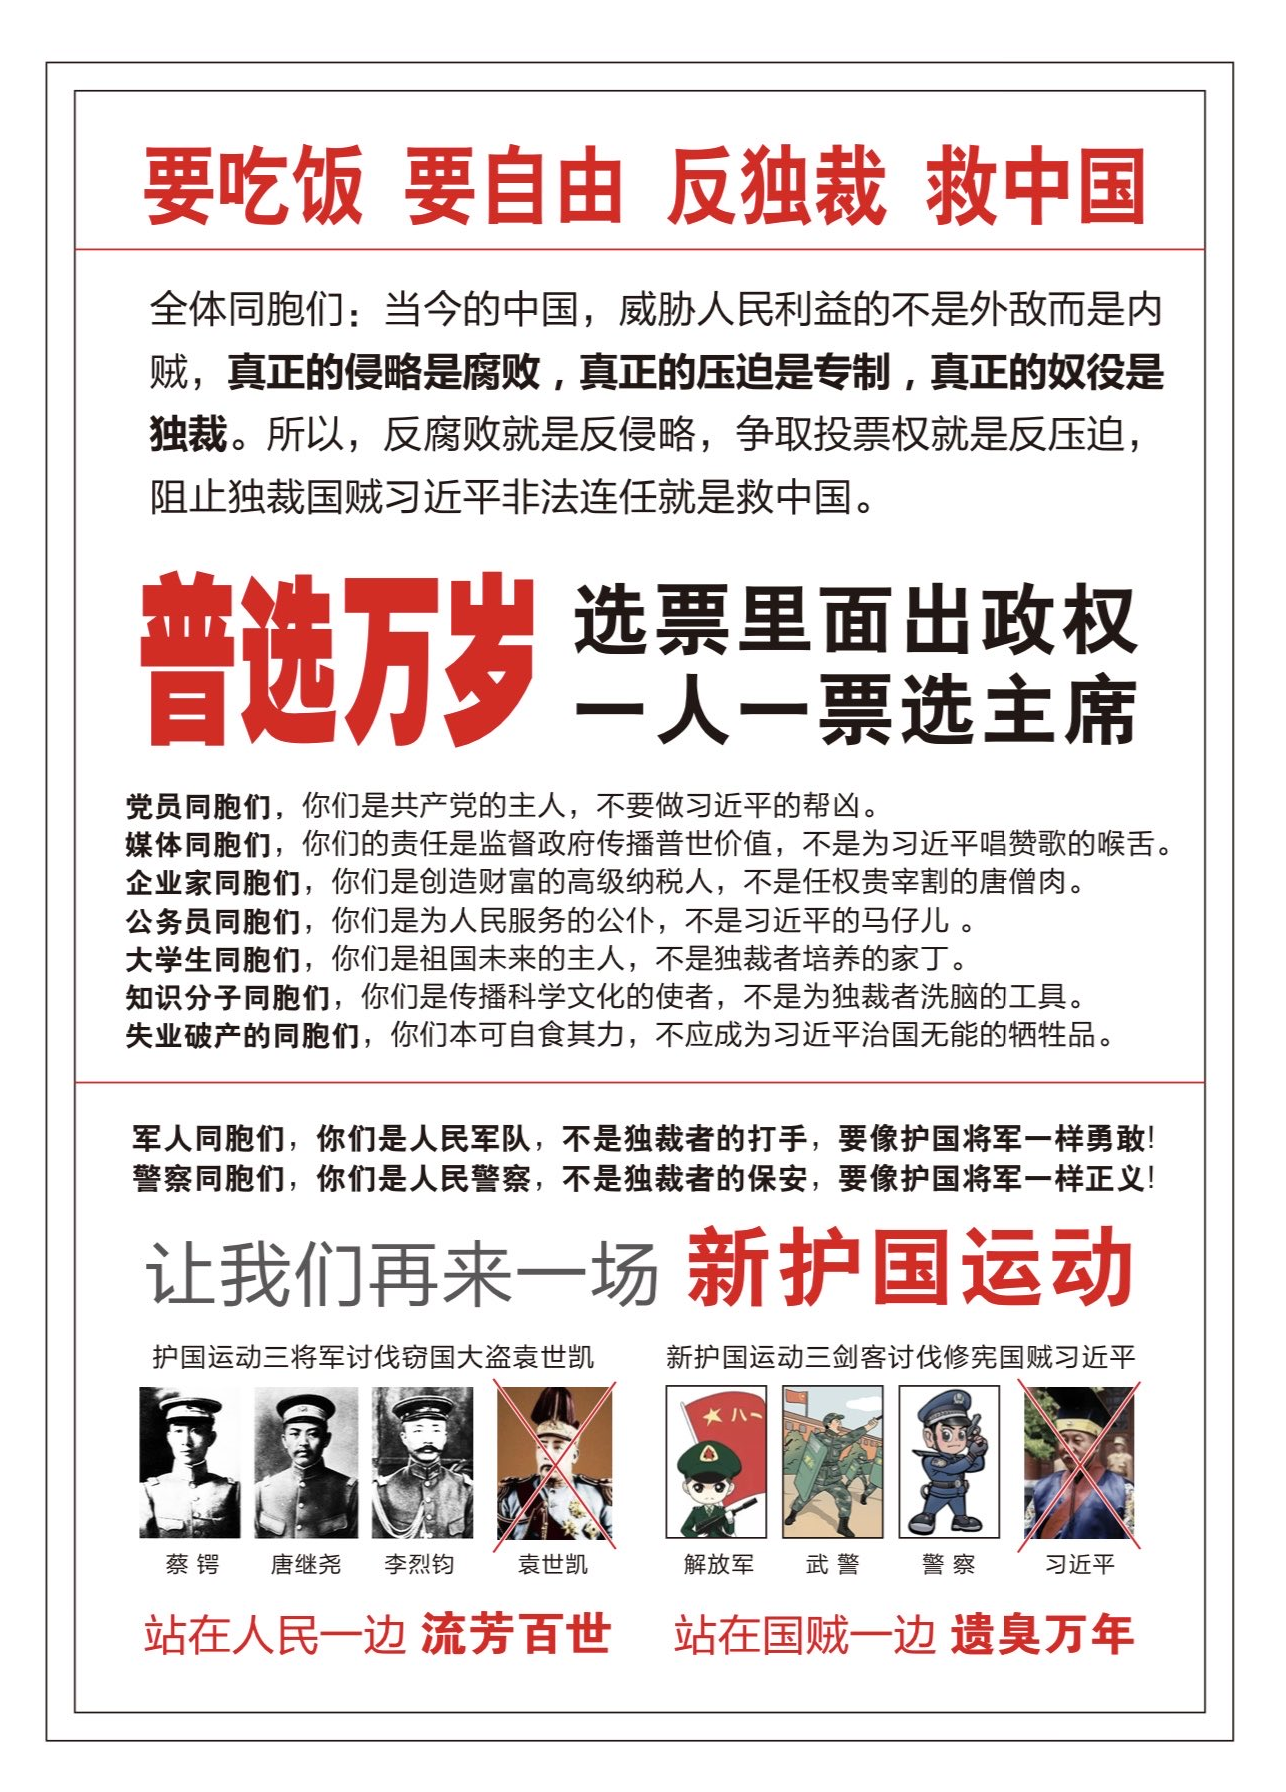 要吃饭 要自由 反独裁 救中国
全体同胞们：当今的中国，威胁人民利益的不是外敌而是内
贼，真正的侵略是腐败，真正的压迫是专制，真正的奴役是
独裁。所以，反腐败就是反侵略，争取投票权就是反压迫，
阻止独裁国贼习近平非法连任就是救中国。
普选万岁
选票里面出政权
一人一票选主席
党员同胞们，你们是共产党的主人，不要做习近平的帮凶。
媒体同胞们，你们的责任是监督政府传播普世价值，不是为习近平唱赞歌的喉舌。
企业家同胞们，你们是创造财富的高级纳税人，不是任权贵宰割的唐僧肉。
公务员同胞们，你们是为人民服务的公仆，不是习近平的马仔儿 。
大学生同胞们，你们是祖国未来的主人，不是独裁者培养的家丁。
知识分子同胞们，你们是传播科学文化的使者，不是为独裁者洗脑的工具。
失业破产的同胞们，你们本可自食其力，不应成为习近平治国无能的牺牲品。
军人同胞们，你们是人民军队，不是独裁者的打手，要像护国将军一样勇敢!
警察同胞们，你们是人民警察，不是独裁者的保安，要像护国将军一样正义!
让我们再来一场 新护国运动
护国运动三将军讨伐窃国大盗袁世凯
新护国运动三剑客讨伐修宪国贼习近平
八一
蔡 锷
唐继尧
李烈钧
袁世凯
解放军
武 警
警 察
习近平
站在人民一边 流芳百世
站在国贼一边 遗臭万年